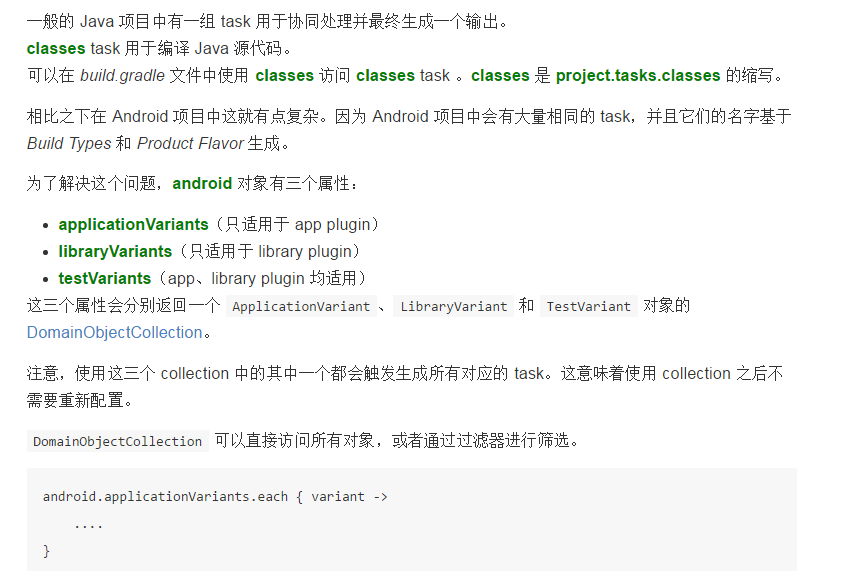 一般的 Java 项目中有一组 task 用于协同处理并最终生成一个输出。
classes task 用于编译 Java 源代码。
可以在 build.gradle 文件中使用 classes 访问 classes task 。classes 是 project.tasks.classes 的缩写。
相比之下在 Android 项目中这就有点复杂。因为 Android 项目中会有大量相同的 task，并且它们的名字基于
Build Types 和 Product Flavor 生成。
为了解决这个问题，android 对象有三个属性：
• applicationVariants（只适用于 app plugin）
• libraryVariants（只适用于 library plugin）
• testVariants（app、library plugin 均适用）
这三个属性会分别返回一个 ApplicationVariant 、 LibraryVariant 和 TestVariant 对象的
DomainObjectCollection。
注意，使用这三个 collection 中的其中一个都会触发生成所有对应的 task。这意味着使用 collection 之后不
需要重新配置。
DomainObjectCollection 可以直接访问所有对象，或者通过过滤器进行筛选。
android.applicationVariants.each { variant ->
....
}